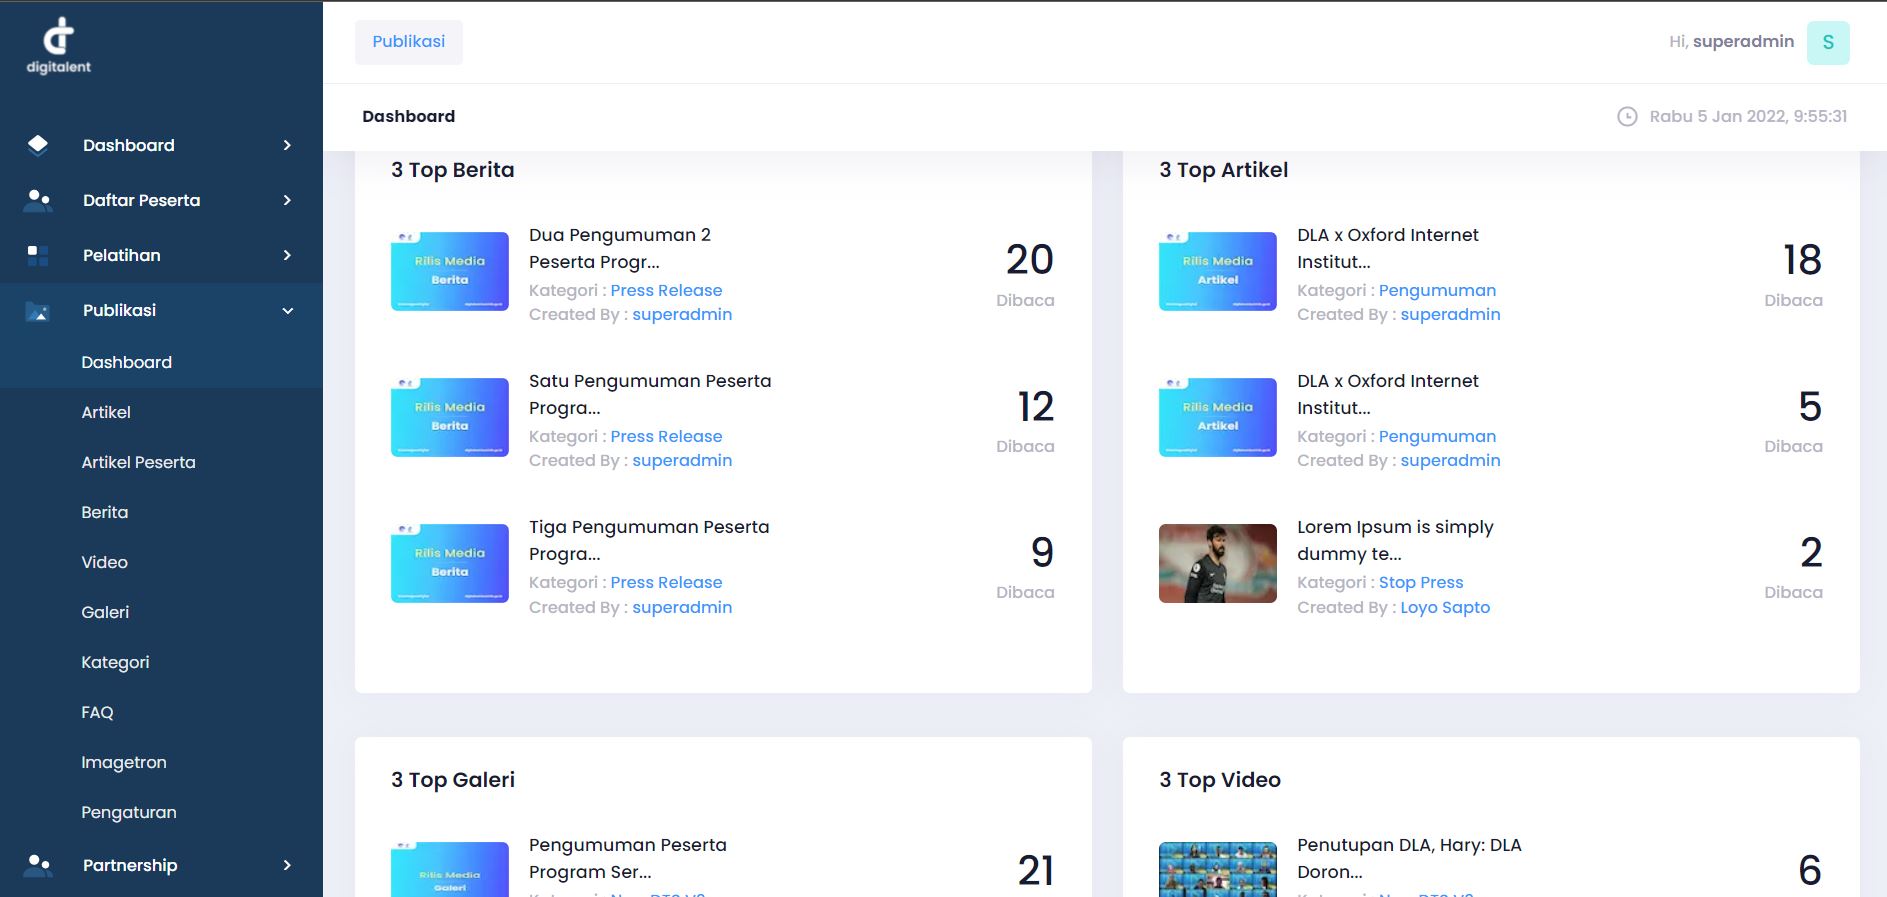 digitalent
Publikasi
Hi, superadmin
S
Dashboard
Rabu 5 Jan 2022, 9:55:31
Dashboard
Daftar Peserta
Pelatihan
Publikasi
Dashboard
Artikel
Artikel Peserta
Berita
Video
Galeri
Kategori
FAQ
Imagetron
Pengaturan
Partnership
3 Top Berita
Rilis Media
Berita
Dua Pengumuman 2
Peserta Progr...
Kategori : Press Release
Created By : superadmin
20
Dibaca
Rilis Media
Berita
Satu Pengumuman Peserta
Progra...
Kategori : Press Release
Created By : superadmin
12
Dibaca
Rilis Media
Berita
Tiga Pengumuman Peserta
Progra...
Kategori : Press Release
Created By : superadmin
9
Dibaca
3 Top Artikel
Rilis Media
Artikel
DLA x Oxford Internet
Institut...
Kategori : Pengumuman
Created By : superadmin
18
Dibaca
Rilis Media
Artikel
DLA x Oxford Internet
Institut...
Kategori : Pengumuman
Created By : superadmin
5
Dibaca
Lorem Ipsum is simply
dummy te...
Kategori : Stop Press
Created By : Loyo Sapto
2
Dibaca
3 Top Galeri
Rilis Media
Galeri
Pengumuman Peserta
Program Ser...
21
3 Top Video
Penutupan DLA, Hary: DLA
Doron...
6